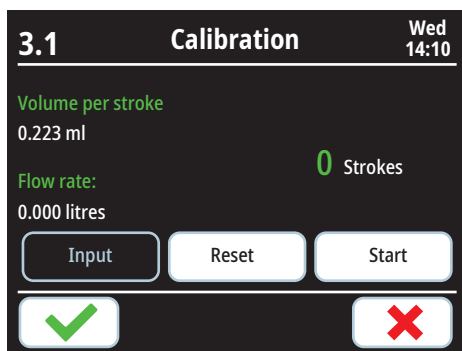 3.1 Calibration Wed
14:10
Volume per stroke
0.223 ml
0 Strokes
Flow rate:
0.000 litres
Input Reset Start